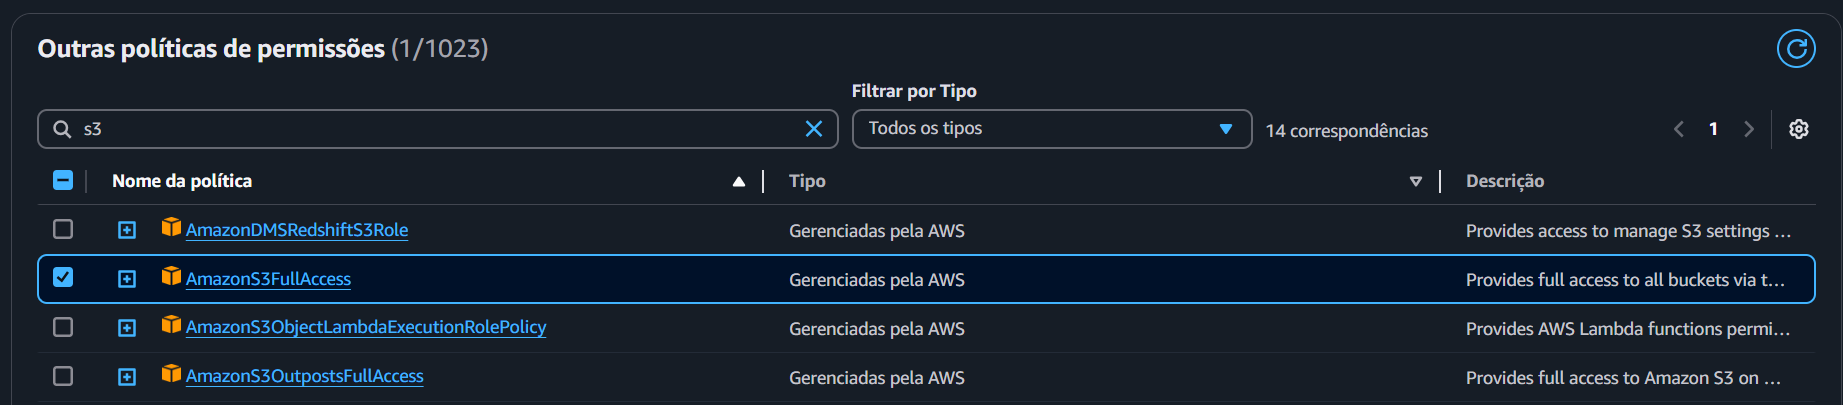 Outras políticas de permissões (1/1023)
Filtrar por Tipo
s3
Todos os tipos
14 correspondências
1
Nome da política
Tipo
Descrição
AmazonDMSRedshiftS3Role
Gerenciadas pela AWS
Provides access to manage S3 settings ...
AmazonS3FullAccess
Gerenciadas pela AWS
Provides full access to all buckets via t...
AmazonS3ObjectLambdaExecutionRolePolicy
Gerenciadas pela AWS
Provides AWS Lambda functions permi...
AmazonS3OutpostsFullAccess
Gerenciadas pela AWS
Provides full access to Amazon S3 on ...